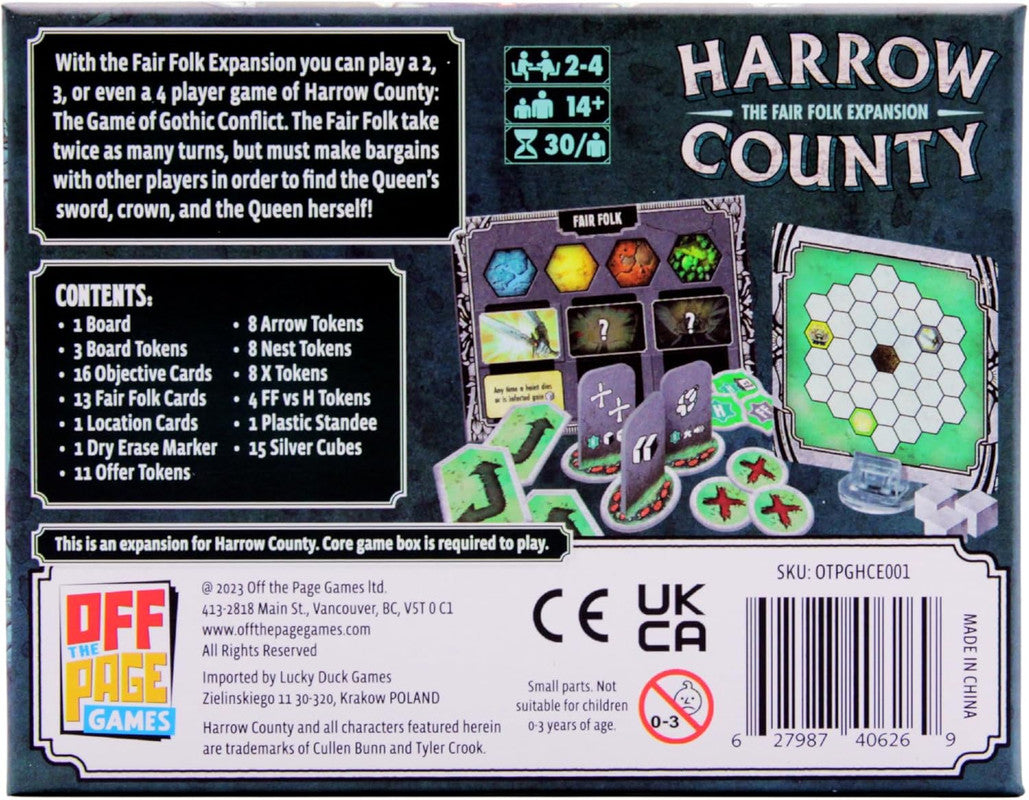 With the Fair Folk Expansion you can play a 2,
3, or even a 4 player game of Harrow County:
The Game of Gothic Conflict. The Fair Folk take
twice as many turns, but must make bargains
with other players in order to find the Queen's
sword, crown, and the Queen herself!
2-4
14+
30/
HARROW
THE FAIR FOLK EXPANSION
COUNTY
CONTENTS:
• 1 Board
• 3 Board Tokens
• 16 Objective Cards
• 13 Fair Folk Cards
• 1 Location Cards
• 1 Dry Erase Marker
• 11 Offer Tokens
• 8 Arrow Tokens
• 8 Nest Tokens
• 8 X Tokens
• 4 FF vs H Tokens
• 1 Plastic Standee
• 15 Silver Cubes
FAIR FOLK
?
?
Any time a haint dies
or is infected gain
This is an expansion for Harrow County. Core game box is required to play.
OFF
THE
PAGE
GAMES
@ 2023 Off the Page Games ltd.
413-2818 Main St., Vancouver, BC, V5T 0 C1
www.offthepagegames.com
All Rights Reserved
Imported by Lucky Duck Games
Zielinskiego 11 30-320, Krakow POLAND
Harrow County and all characters featured herein
are trademarks of Cullen Bunn and Tyler Crook.
CE
UK
CA
Small parts. Not
suitable for children
0-3 years of age.
0-3
SKU: OTPGHCE001
6 27987 40626 9
MADE IN CHINA